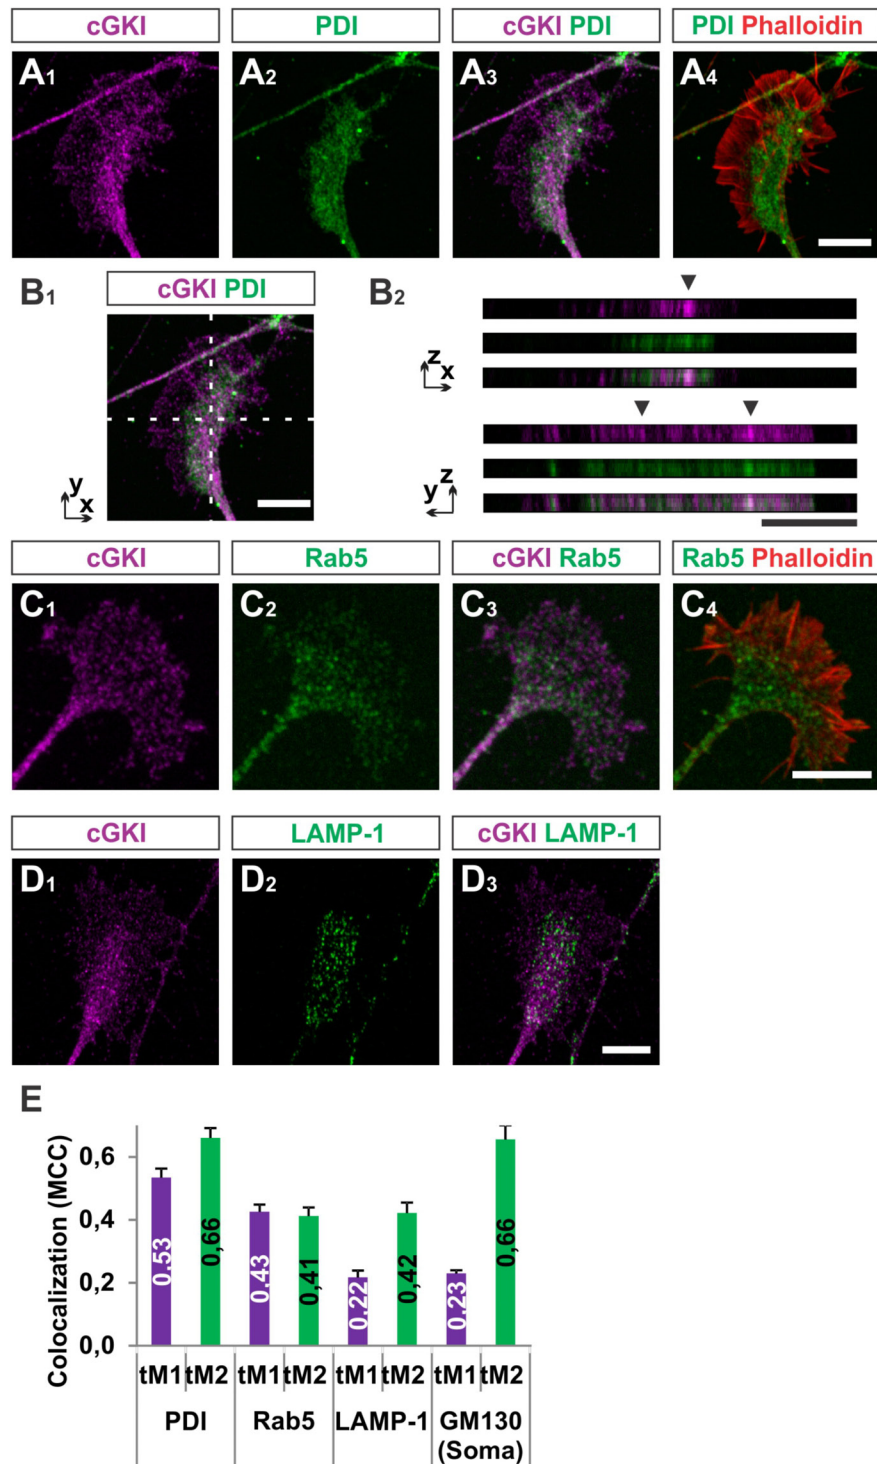 cGKI PDI cGKI PDI PDI Phalloidin
A1 A2 A3 A4
B1 cGKI PDI B2
z
x
y
x
y z
cGKI Rab5 cGKI Rab5 Rab5 Phalloidin
C1 C2 C3 C4
cGKI LAMP-1 cGKI LAMP-1
D1 D2 D3
E
Colocalization (MCC)
0,6
0,4
0,2
0,0
0.53 0,66 0.43 0,41 0.22 0,42 0.23 0,66
tM1 tM2 tM1 tM2 tM1 tM2 tM1 tM2
PDI Rab5 LAMP-1 GM130
(Soma)